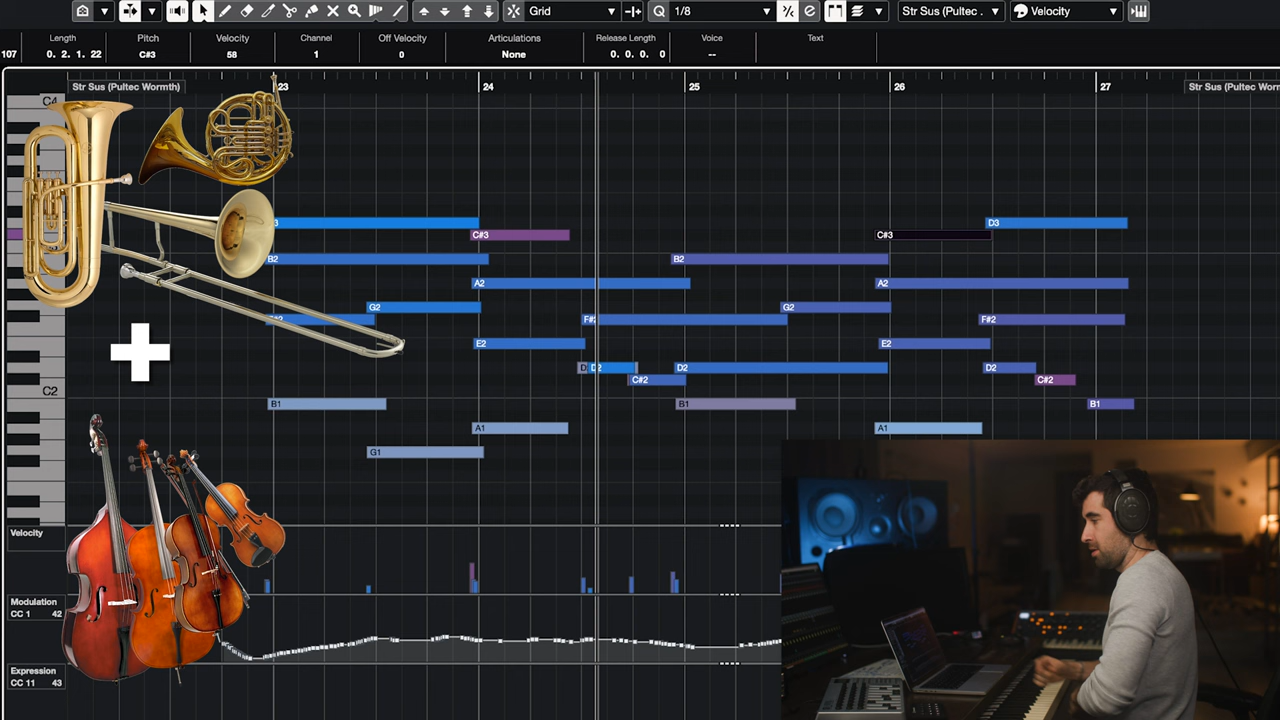 Grid
1/8
Str Sus (Pultec .
Velocity
Length
Pitch
Velocity
Channel
Off Velocity
Articulations
Release Length
Voice
Text
107
0. 2. 1. 22
C#3
58
1
0
None
0. 0. 0. 0
--
Str Sus (Pultec Wormth)
23
24
25
26
27
Str Sus (Pultec Worm
C4
3
D3
C#3
C#3
B2
B2
A2
A2
G2
G2
F#2
F#2
E2
E2
D
D2
D2
D2
C#2
C#2
C2
B1
B1
B1
A1
A1
G1
Velocity
Modulation
CC 1 42
Expression
CC 11 43